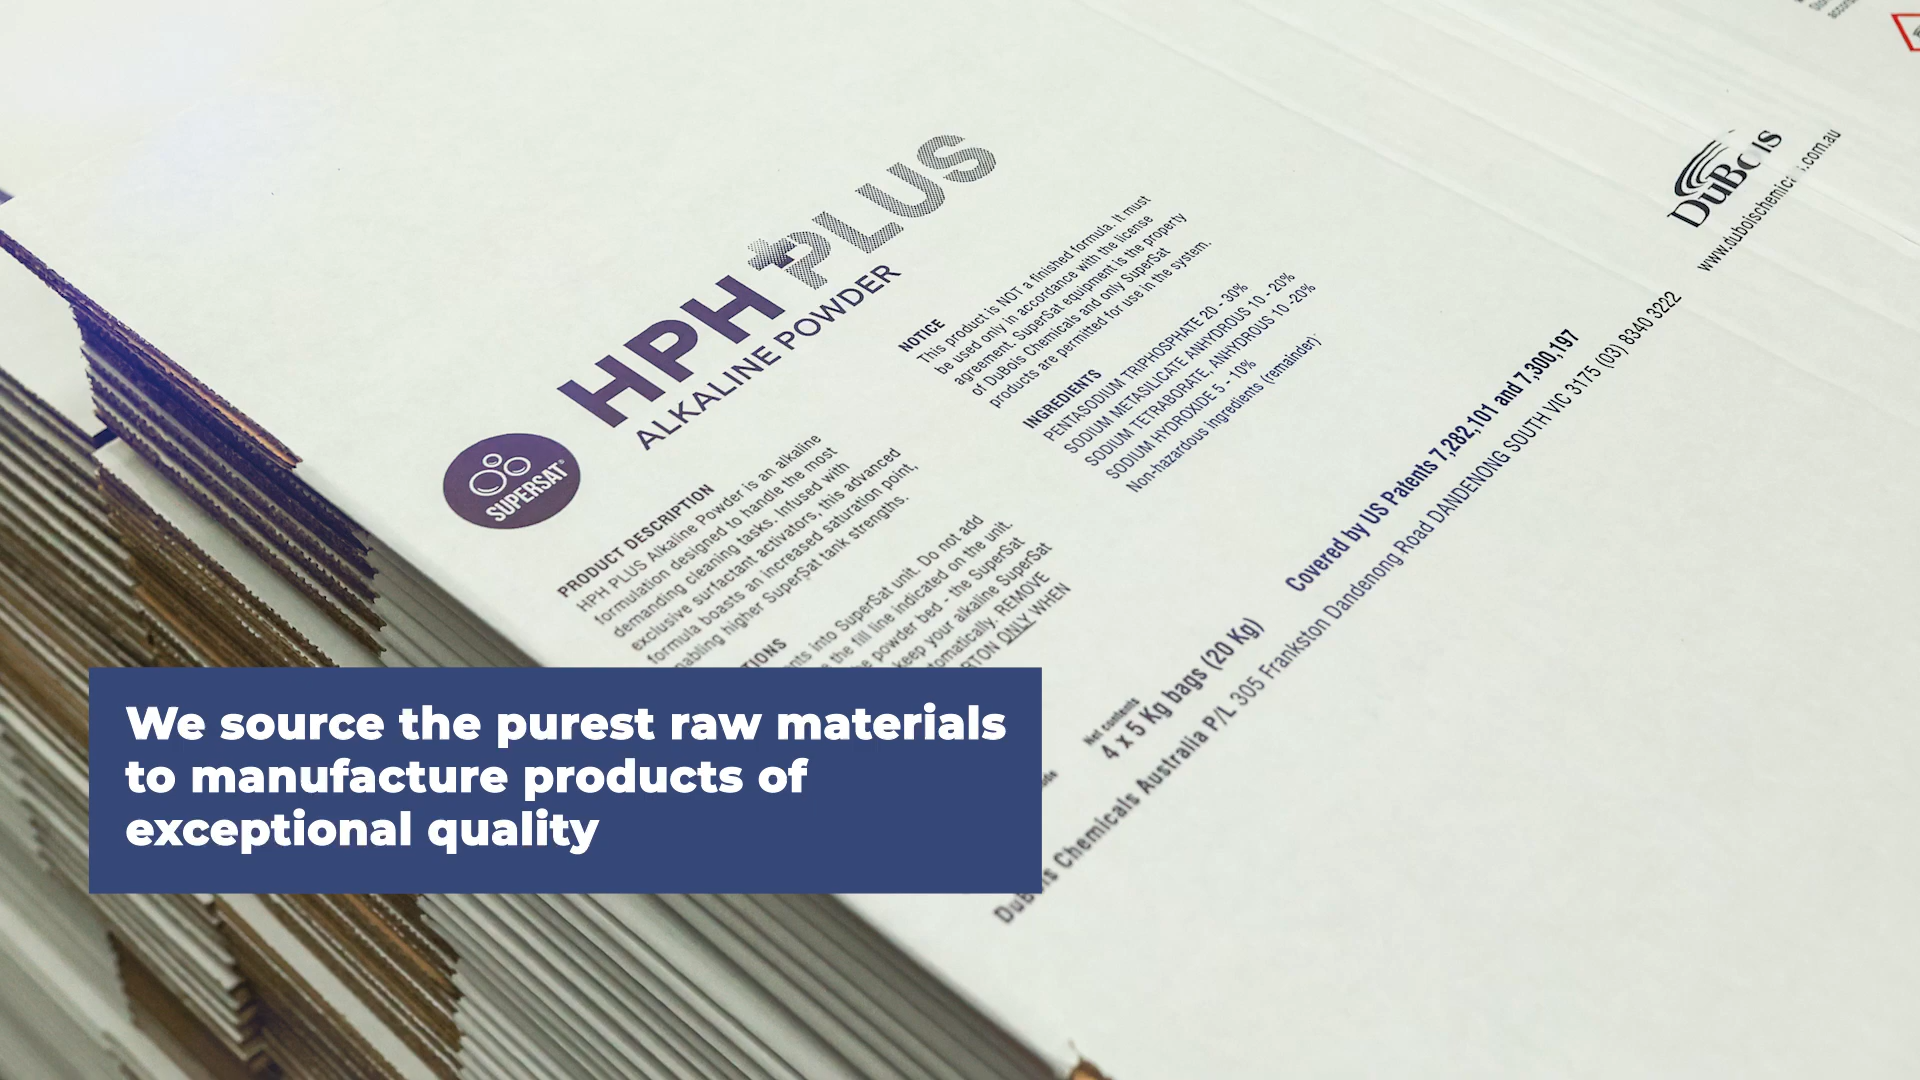 HPH PLUS
ALKALINE POWDER
SUPERSAT®
PRODUCT DESCRIPTION
HPH PLUS Alkaline Powder is an alkaline
formulation designed to handle the most
demanding cleaning tasks. Infused with
exclusive surfactant activators, this advanced
formula boasts an increased saturation point,
enabling higher SuperSat tank strengths.
into SuperSat unit. Do not add
the fill line indicated on the unit.
powder bed - the SuperSat
keep your alkaline SuperSat
REMOVE
ONLY WHEN
NOTICE
This product is NOT a finished formula. It must
be used only in accordance with the license
agreement. SuperSat equipment is the property
of DuBois Chemicals and only SuperSat
products are permitted for use in the system.
INGREDIENTS
PENTASODIUM TRIPHOSPHATE 20 - 30%
SODIUM METASILICATE ANHYDROUS 10 - 20%
SODIUM TETRABORATE, ANHYDROUS 10 -20%
SODIUM HYDROXIDE 5 - 10%
Non-hazardous ingredients (remainder)
Net contents
4 x 5 Kg bags (20 Kg)
Covered by US Patents 7,282,101 and 7,300,197
DuBois Chemicals Australia P/L 305 Frankston Dandenong Road DANDENONG SOUTH VIC 3175 (03) 8340 3222
DuBois
www.duboischemicals.com.au
We source the purest raw materials
to manufacture products of
exceptional quality